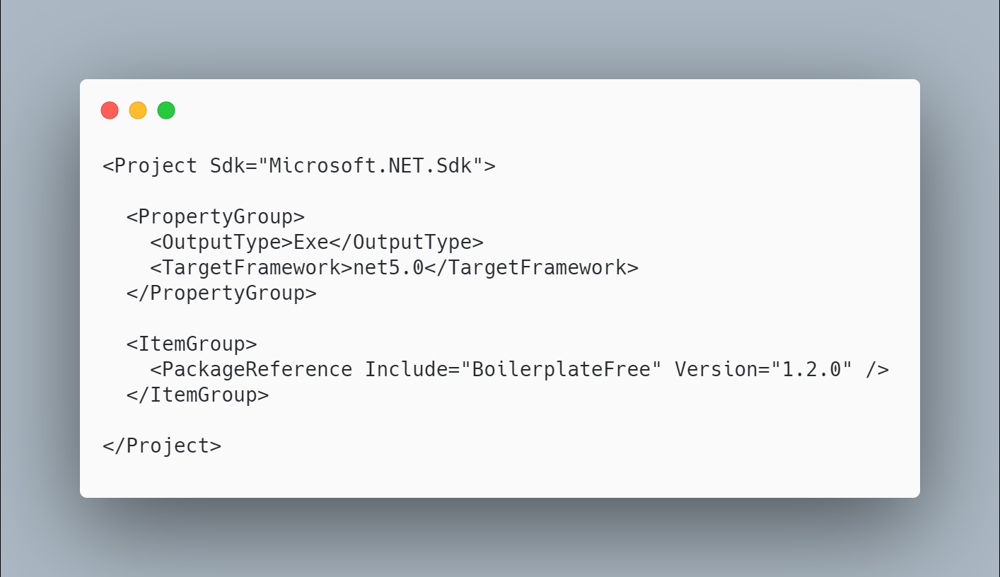 <Project Sdk="Microsoft.NET.Sdk">
<PropertyGroup>
<OutputType>Exe</OutputType>
<TargetFramework>net5.0</TargetFramework>
</PropertyGroup>
<ItemGroup>
<PackageReference Include="BoilerplateFree" Version="1.2.0" />
</ItemGroup>
</Project>